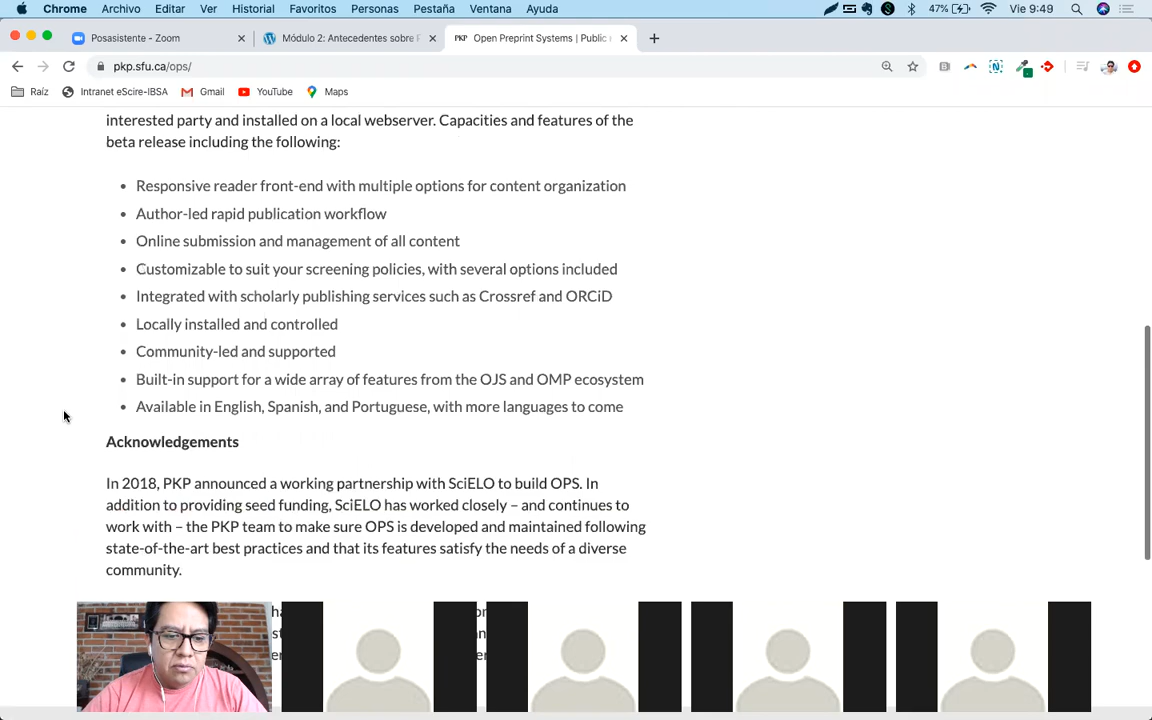 Chrome Archivo Editar Ver Historial Favoritos Personas Pestaña Ventana Ayuda 47% Vie 9:49
Posasistente - Zoom Módulo 2: Antecedentes sobre Open Preprint Systems | Public
pkp.sfu.ca/ops/
Raíz Intranet eScire-IBSA Gmail YouTube Maps
interested party and installed on a local webserver. Capacities and features of the
beta release including the following:
• Responsive reader front-end with multiple options for content organization
• Author-led rapid publication workflow
• Online submission and management of all content
• Customizable to suit your screening policies, with several options included
• Integrated with scholarly publishing services such as Crossref and ORCiD
• Locally installed and controlled
• Community-led and supported
• Built-in support for a wide array of features from the OJS and OMP ecosystem
• Available in English, Spanish, and Portuguese, with more languages to come
Acknowledgements
In 2018, PKP announced a working partnership with SciELO to build OPS. In
addition to providing seed funding, SciELO has worked closely – and continues to
work with – the PKP team to make sure OPS is developed and maintained following
state-of-the-art best practices and that its features satisfy the needs of a diverse
community.